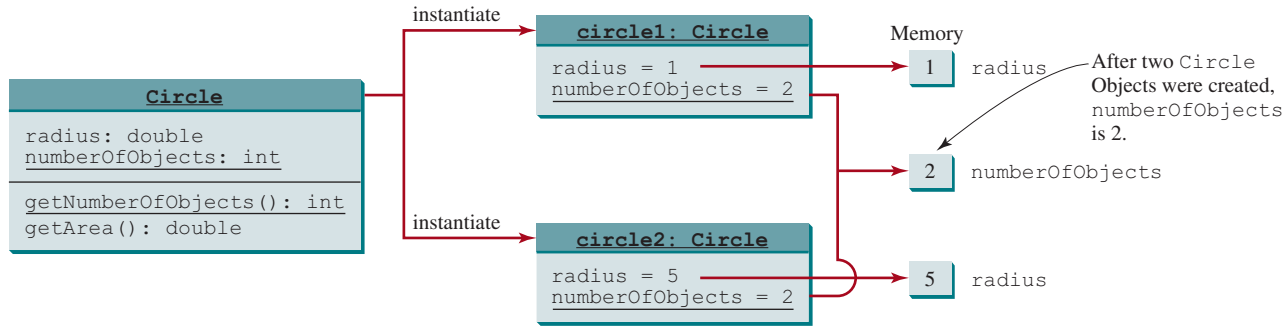 Circle
radius: double
numberOfObjects: int
getNumberOfObjects(): int
getArea(): double
instantiate
circle1: Circle
radius = 1
numberOfObjects = 2
instantiate
circle2: Circle
radius = 5
numberOfObjects = 2
Memory
1 radius
2 numberOfObjects
5 radius
After two Circle
Objects were created,
numberOfObjects
is 2.